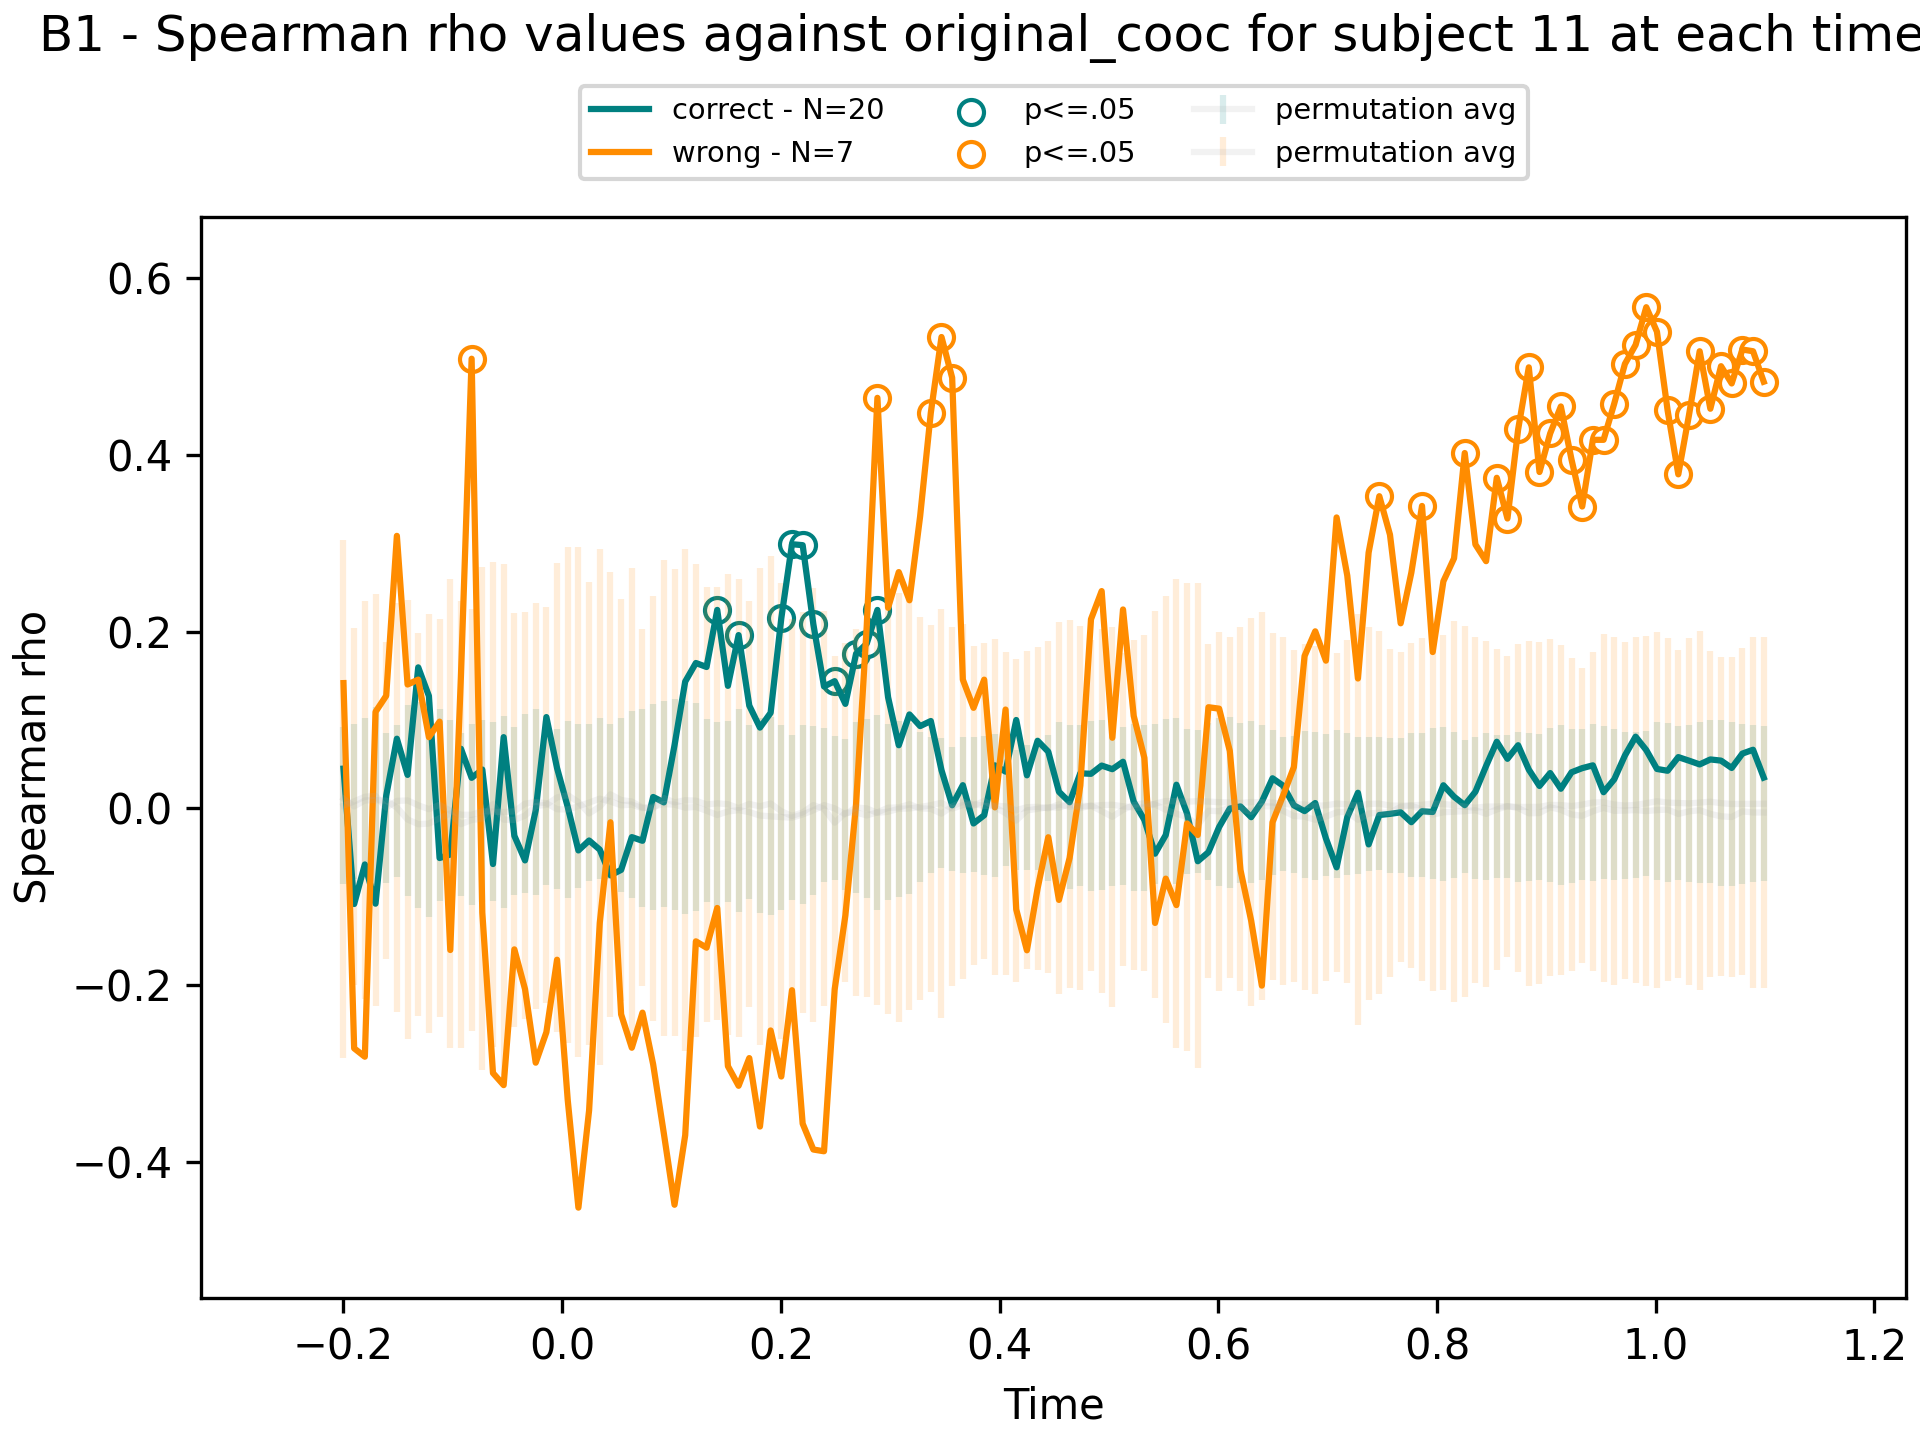 B1 - Spearman rho values against original_cooc for subject 11 at each time
correct - N=20 p<=.05 permutation avg
wrong - N=7 p<=.05 permutation avg
0.6
0.4
0.2
0.0
−0.2
−0.4
Spearman rho
−0.2 0.0 0.2 0.4 0.6 0.8 1.0 1.2
Time